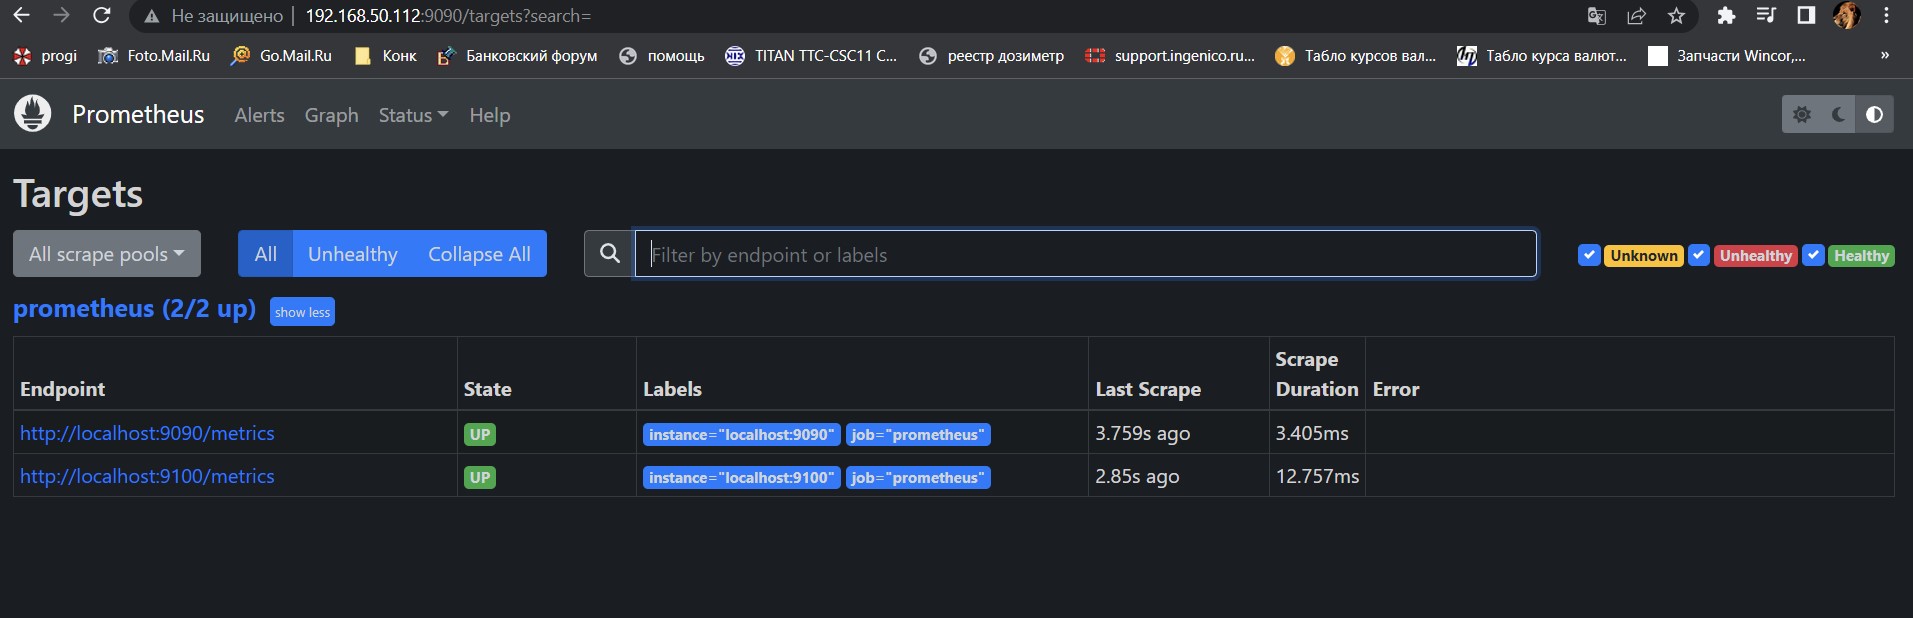 Не защищено | 192.168.50.112:9090/targets?search=
progi Foto.Mail.Ru Go.Mail.Ru Конк Банковский форум помощь TITAN TTC-CSC11 C... реестр дозиметр support.ingenico.ru... Табло курсов вал... Табло курса валют... Запчасти Wincor,... »
Prometheus Alerts Graph Status Help
Targets
All scrape pools All Unhealthy Collapse All Filter by endpoint or labels Unknown Unhealthy Healthy
prometheus (2/2 up) show less
Endpoint State Labels Last Scrape Scrape Duration Error
http://localhost:9090/metrics UP instance="localhost:9090" job="prometheus" 3.759s ago 3.405ms
http://localhost:9100/metrics UP instance="localhost:9100" job="prometheus" 2.85s ago 12.757ms